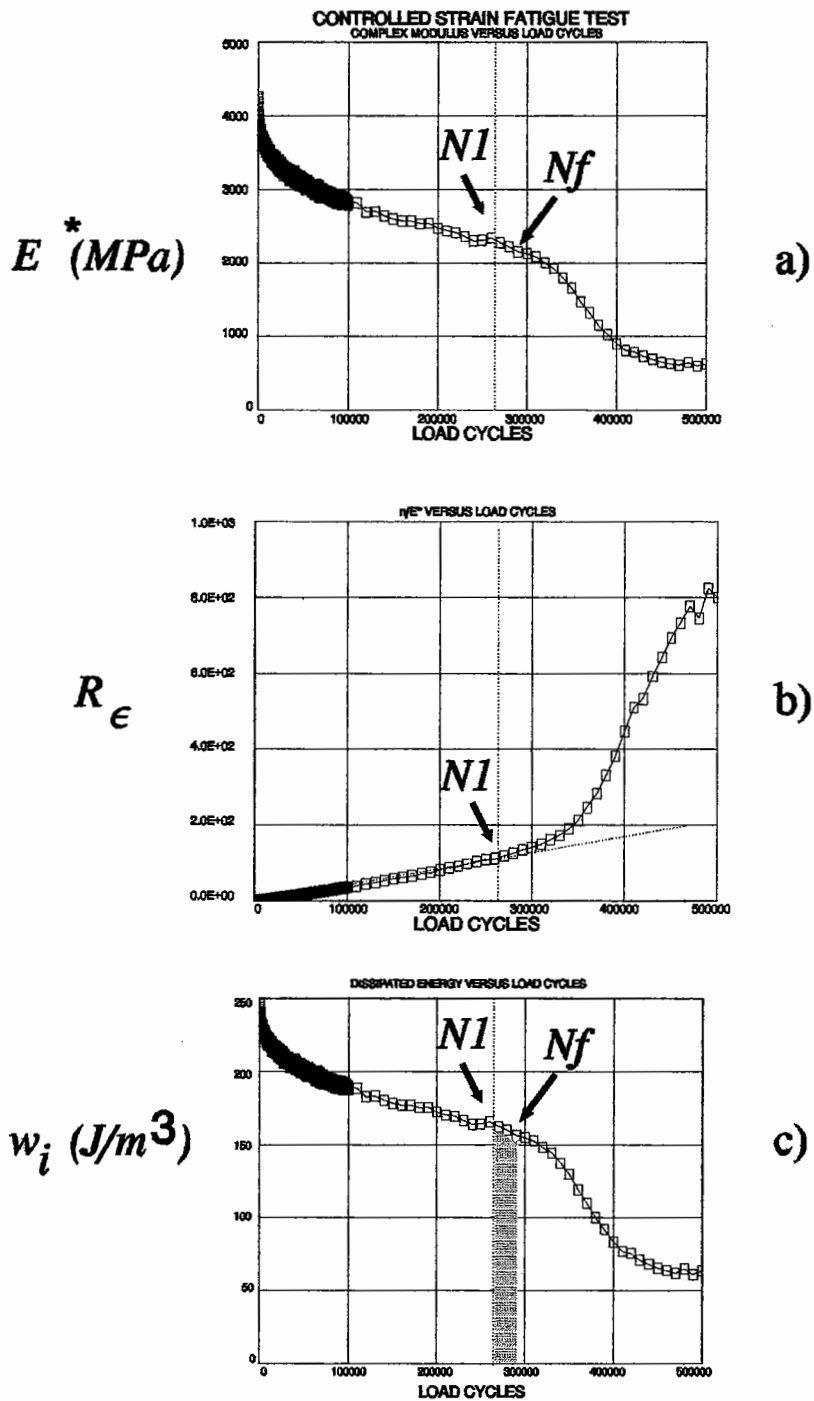 CONTROLLED STRAIN FATIGUE TEST
COMPLEX MODULUS VERSUS LOAD CYCLES
5000
4000
3000
2000
1000
0
N1
Nf
E* (MPa)
a)
0 100000 200000 300000 400000 500000
LOAD CYCLES
n/E* VERSUS LOAD CYCLES
1.0E+03
8.0E+02
6.0E+02
4.0E+02
2.0E+02
0.0E+00
N1
Rϵ
b)
0 100000 200000 300000 400000 500000
LOAD CYCLES
DISSIPATED ENERGY VERSUS LOAD CYCLES
250
200
150
100
50
0
N1
Nf
wi (J/m3)
c)
0 100000 200000 300000 400000 500000
LOAD CYCLES